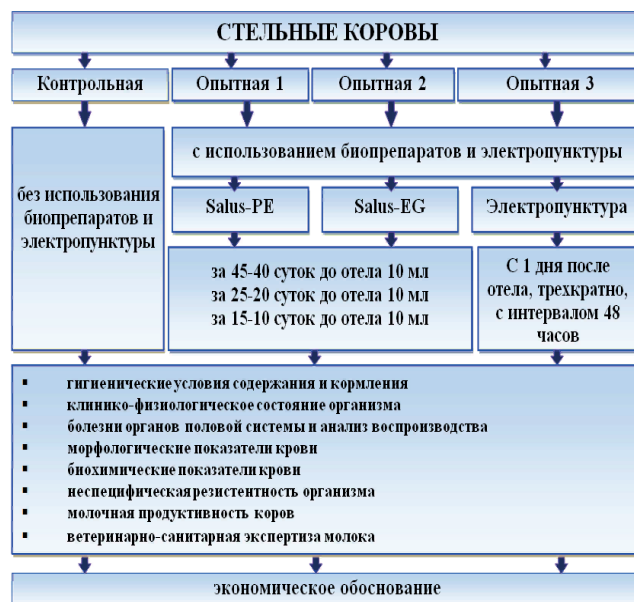 СТЕЛЬНЫЕ КОРОВЫ
Контрольная
Опытная 1
Опытная 2
Опытная 3
без использования
биопрепаратов и
электропунктуры
с использованием биопрепаратов и электропунктуры
Salus-PE
Salus-EG
Электропунктура
за 45-40 суток до отела 10 мл
за 25-20 суток до отела 10 мл
за 15-10 суток до отела 10 мл
С 1 дня после
отела, трехкратно,
с интервалом 48
часов
▪ гигиенические условия содержания и кормления
▪ клинико-физиологическое состояние организма
▪ болезни органов половой системы и анализ воспроизводства
▪ морфологические показатели крови
▪ биохимические показатели крови
▪ неспецифическая резистентность организма
▪ молочная продуктивность коров
▪ ветеринарно-санитарная экспертиза молока
экономическое обоснование